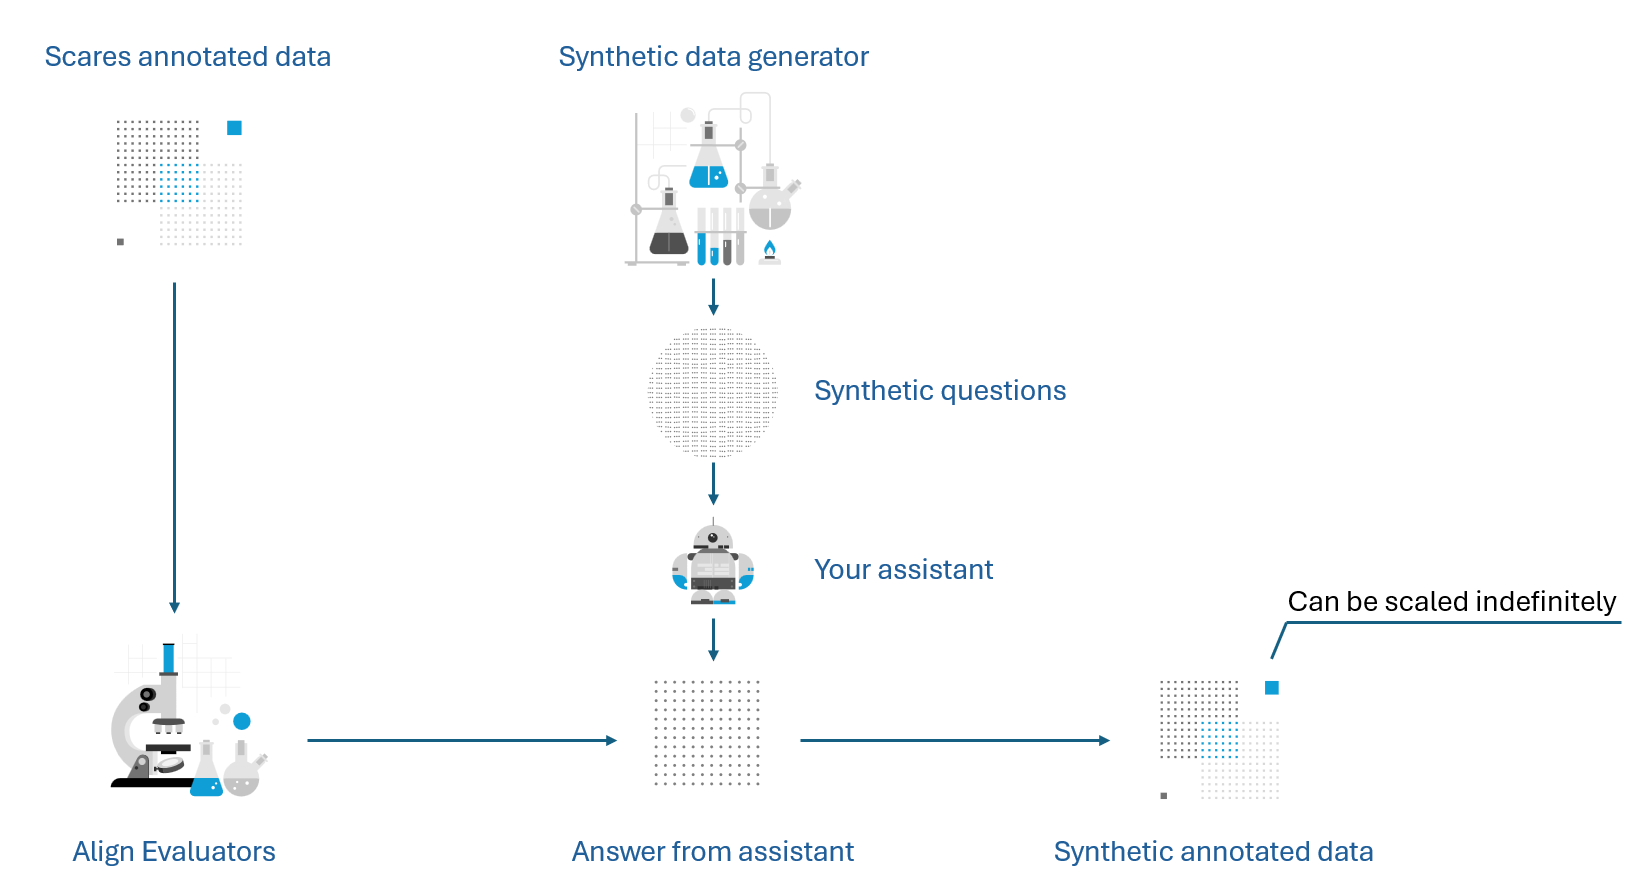 Scares annotated data
Synthetic data generator
Synthetic questions
Your assistant
Can be scaled indefinitely
Align Evaluators
Answer from assistant
Synthetic annotated data